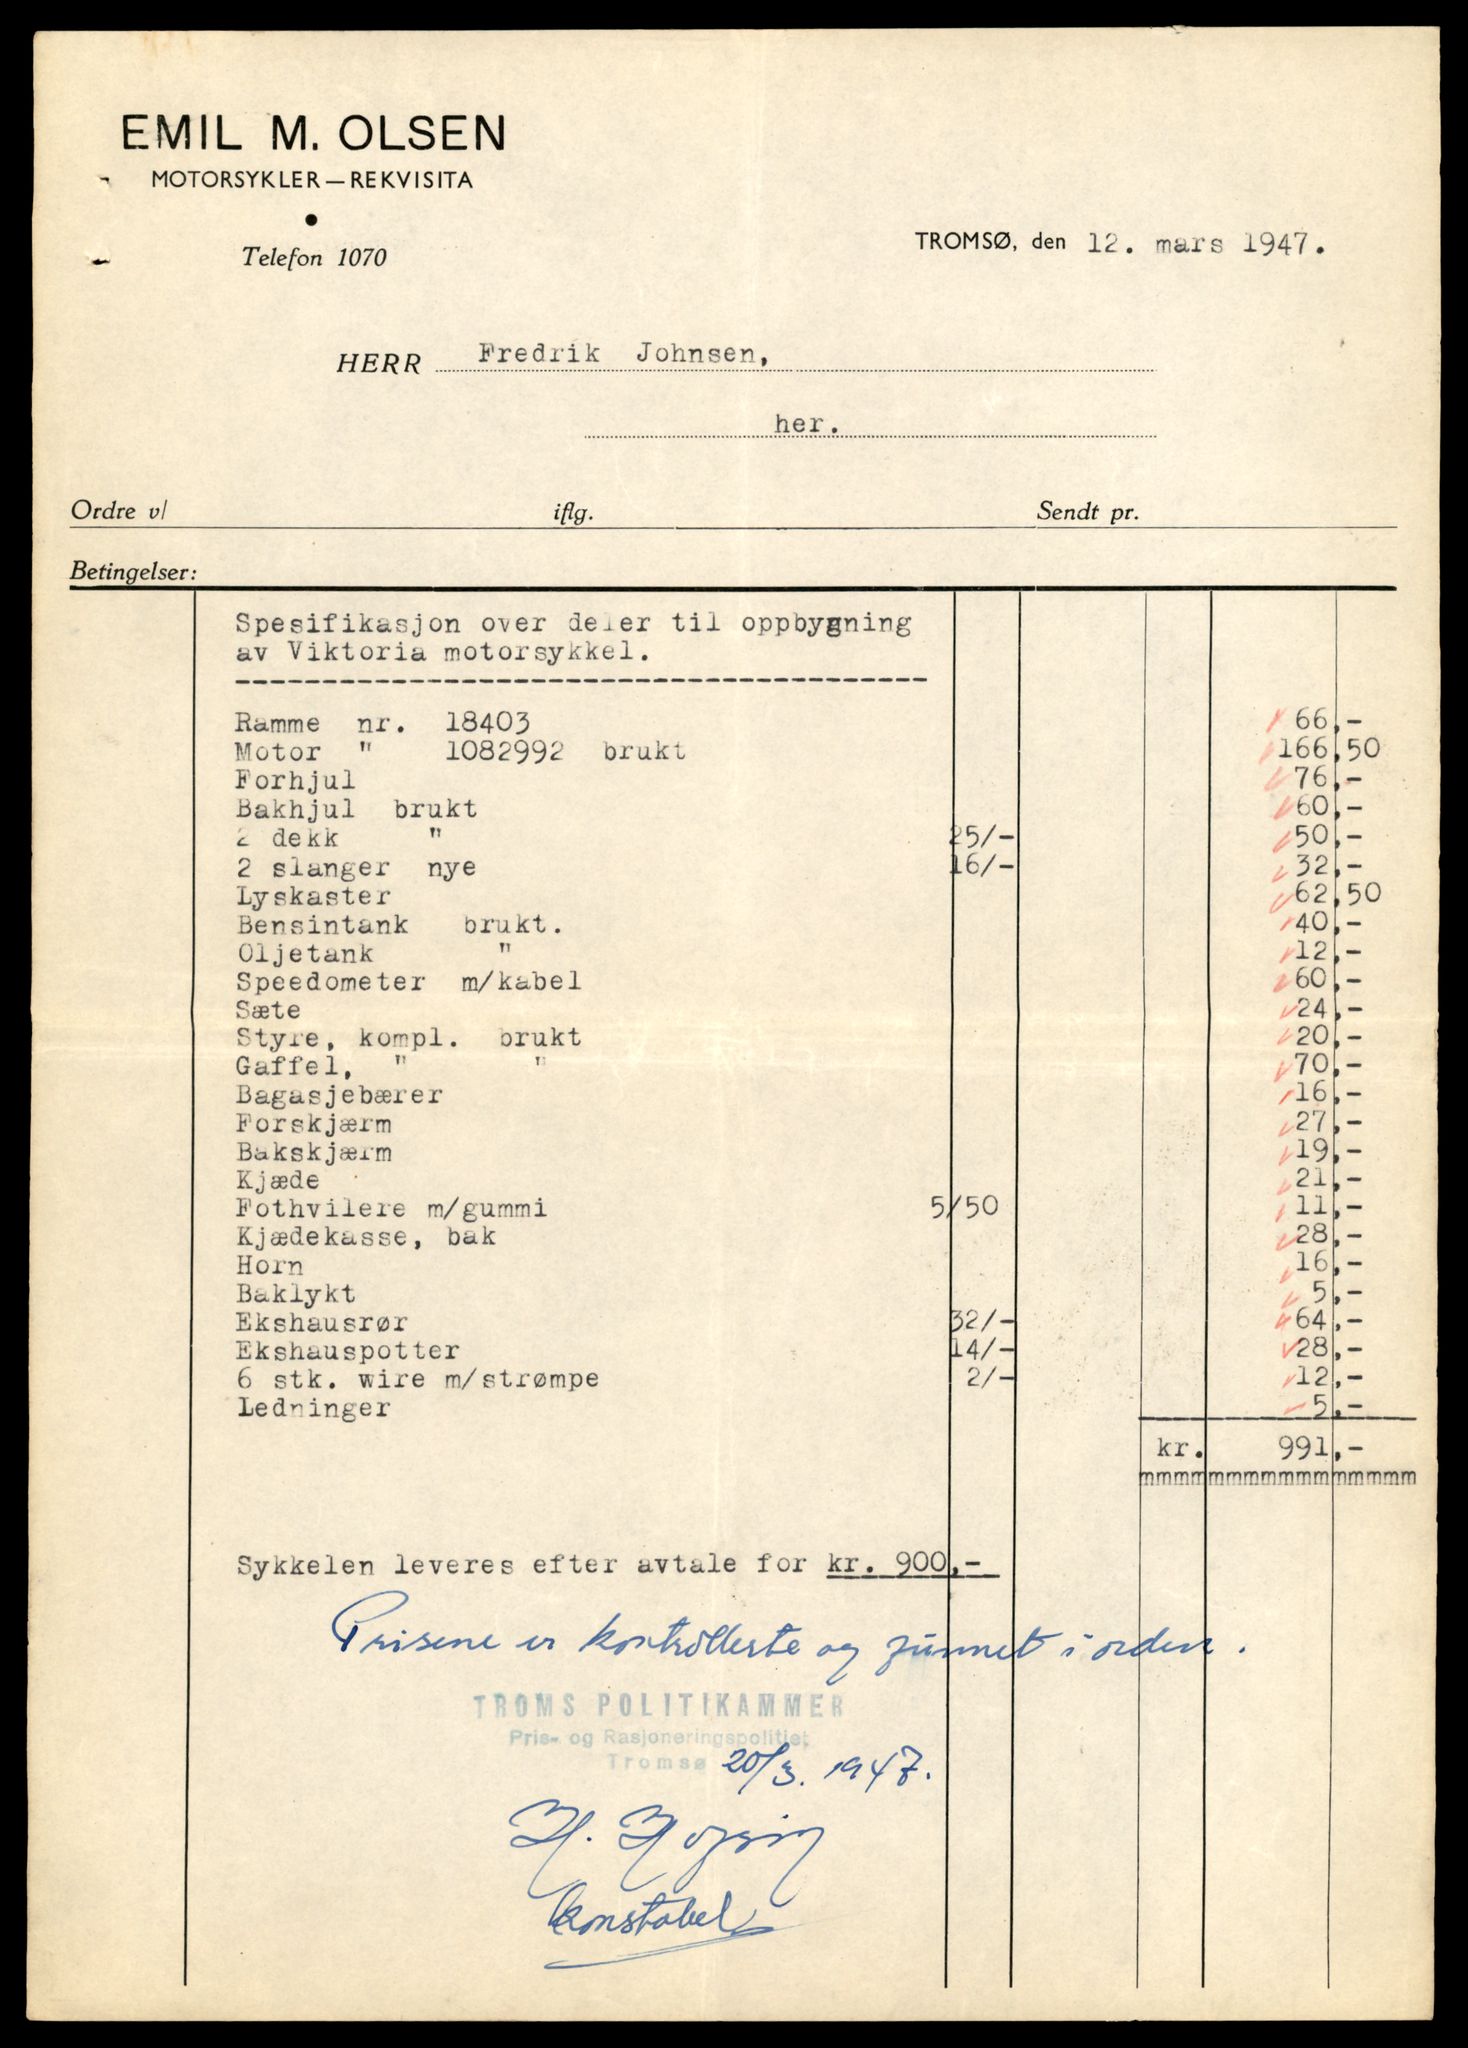 EMIL M. OLSEN
MOTORSYKLER — REKVISITA
Telefon 1070
TROMSØ, den 12. mars 1947.
HERR Fredrik Johnsen,
her.
Ordre v/ iflg. Sendt pr.
Betingelser:
Spesifikasjon over deler til oppbygning
av Viktoria motorsykkel.
Ramme nr. 18403 66,-
Motor " 1082992 brukt 166,50
Forhjul 76,-
Bakhjul brukt 60,-
2 dekk " 25/- 50,-
2 slanger nye 16/- 32,-
Lyskaster 62,50
Bensintank brukt. 40,-
Oljetank " 12,-
Speedometer m/kabel 60,-
Sæte 24,-
Styre, kompl. brukt 20,-
Gaffel, " " 70,-
Bagasjebærer 16,-
Forskjærm 27,-
Bakskjærm 19,-
Kjæde 21,-
Fothvilere m/gummi 5/50 11,-
Kjædekasse, bak 28,-
Horn 16,-
Baklykt 5,-
Ekshausrør 32/- 64,-
Ekshauspotter 14/- 28,-
6 stk. wire m/strømpe 2/- 12,-
Ledninger 5,-
kr. 991,-
mmmmmmmmmmmmmmmm
Sykkelen leveres efter avtale for kr. 900,-
Prisene er kontrollerte og funnet i orden.
TROMS POLITIKAMMER
Pris- og Rasjoneringspolitiet
Tromsø 20/3. 1947.
H.
Konstabel